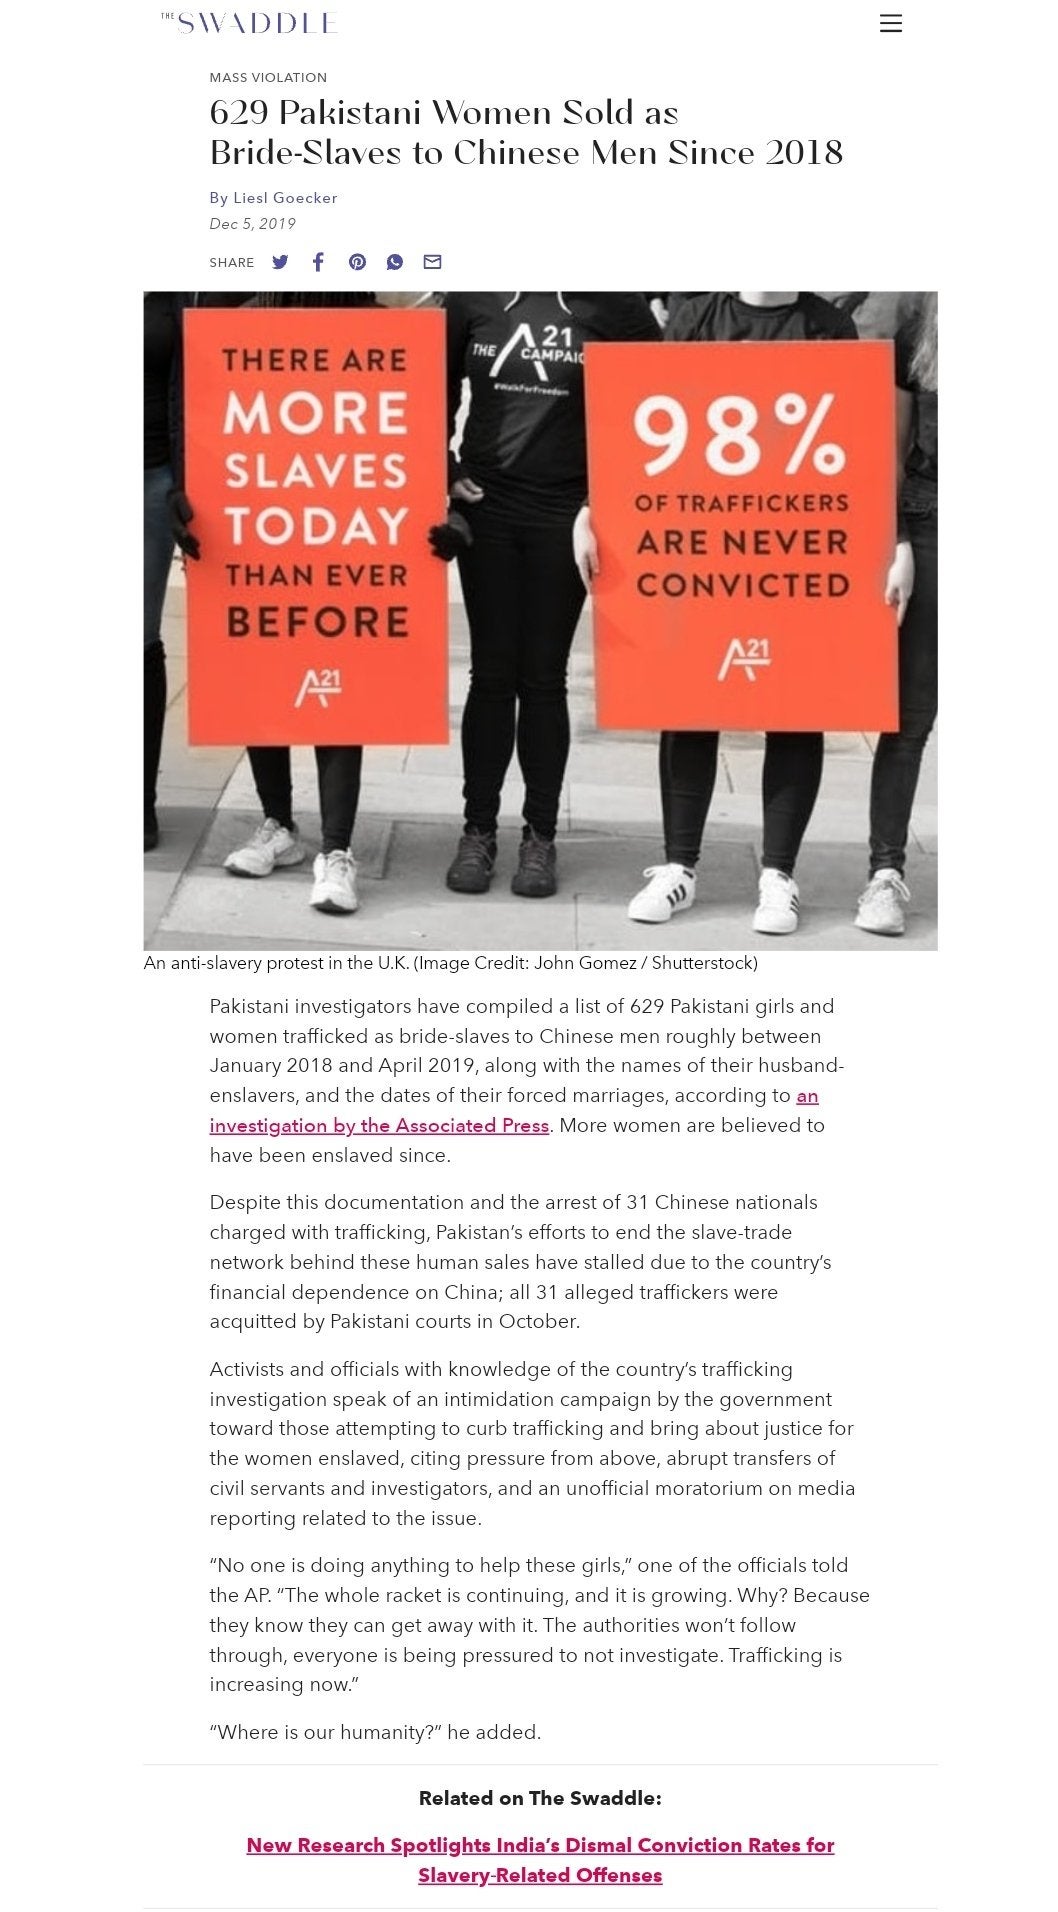 THE SWADDLE
MASS VIOLATION
629 Pakistani Women Sold as
Bride-Slaves to Chinese Men Since 2018
By Liesl Goecker
Dec 5, 2019
SHARE
THERE ARE
MORE
SLAVES
TODAY
THAN EVER
BEFORE
A21
THE A21
CAMPAIG
#WalkForFreedom
98%
OF TRAFFICKERS
ARE NEVER
CONVICTED
A21
An anti-slavery protest in the U.K. (Image Credit: John Gomez / Shutterstock)
Pakistani investigators have compiled a list of 629 Pakistani girls and
women trafficked as bride-slaves to Chinese men roughly between
January 2018 and April 2019, along with the names of their husband-
enslavers, and the dates of their forced marriages, according to an
investigation by the Associated Press. More women are believed to
have been enslaved since.
Despite this documentation and the arrest of 31 Chinese nationals
charged with trafficking, Pakistan’s efforts to end the slave-trade
network behind these human sales have stalled due to the country’s
financial dependence on China; all 31 alleged traffickers were
acquitted by Pakistani courts in October.
Activists and officials with knowledge of the country’s trafficking
investigation speak of an intimidation campaign by the government
toward those attempting to curb trafficking and bring about justice for
the women enslaved, citing pressure from above, abrupt transfers of
civil servants and investigators, and an unofficial moratorium on media
reporting related to the issue.
“No one is doing anything to help these girls,” one of the officials told
the AP. “The whole racket is continuing, and it is growing. Why? Because
they know they can get away with it. The authorities won’t follow
through, everyone is being pressured to not investigate. Trafficking is
increasing now.”
“Where is our humanity?” he added.
Related on The Swaddle:
New Research Spotlights India’s Dismal Conviction Rates for
Slavery-Related Offenses